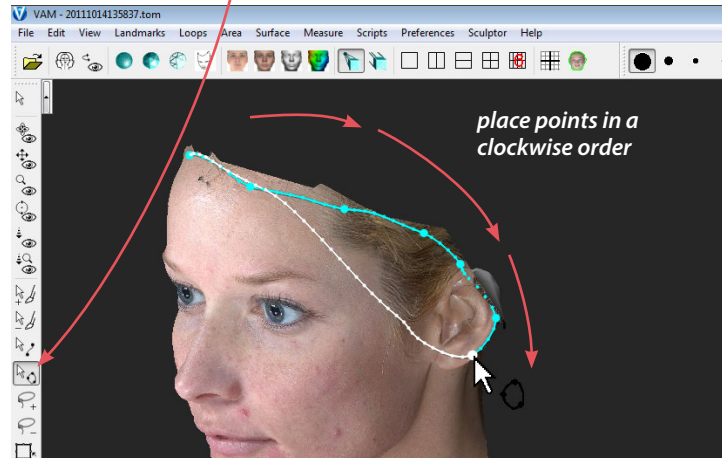 VAM - 20111014135837.tom
File Edit View Landmarks Loops Area Surface Measure Scripts Preferences Sculptor Help
place points in a
clockwise order